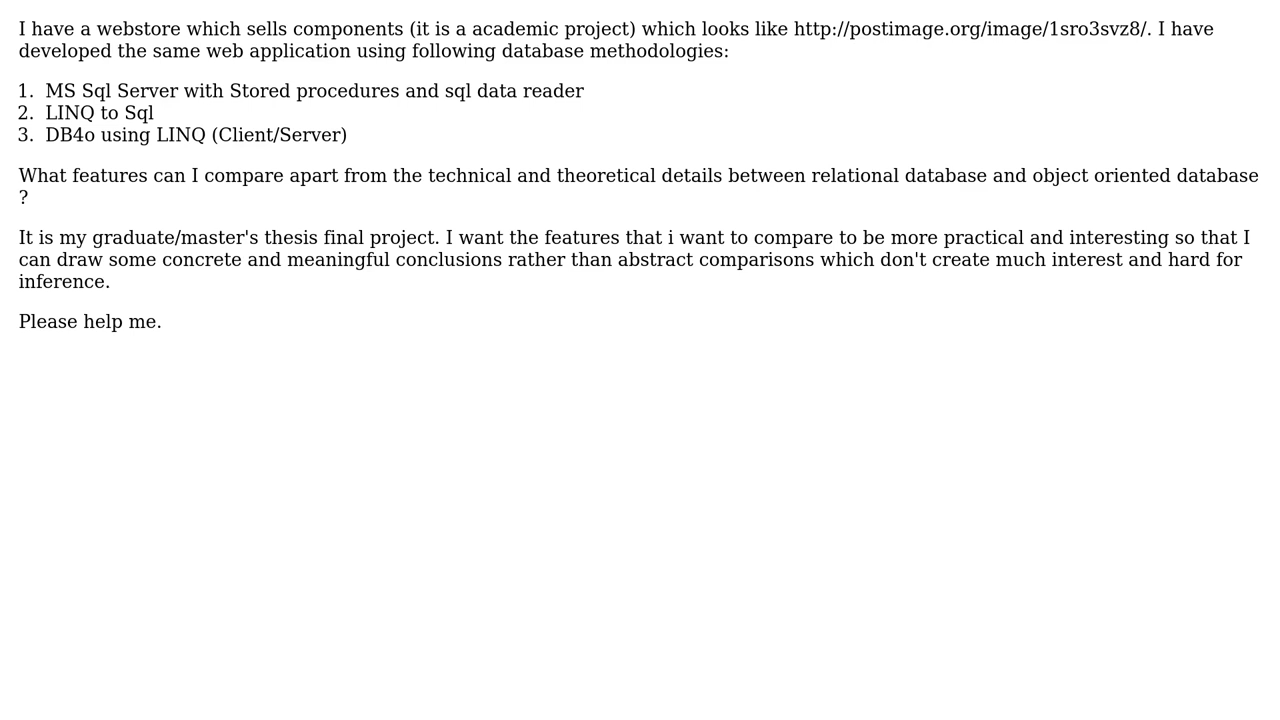 I have a webstore which sells components (it is a academic project) which looks like http://postimage.org/image/1sro3svz8/. I have
developed the same web application using following database methodologies:
1. MS Sql Server with Stored procedures and sql data reader
2. LINQ to Sql
3. DB4o using LINQ (Client/Server)
What features can I compare apart from the technical and theoretical details between relational database and object oriented database
?
It is my graduate/master's thesis final project. I want the features that i want to compare to be more practical and interesting so that I
can draw some concrete and meaningful conclusions rather than abstract comparisons which don't create much interest and hard for
inference.
Please help me.